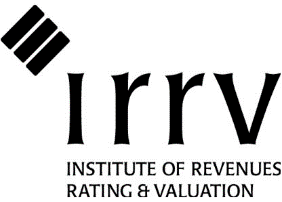 irrv
INSTITUTE OF REVENUES
RATING & VALUATION